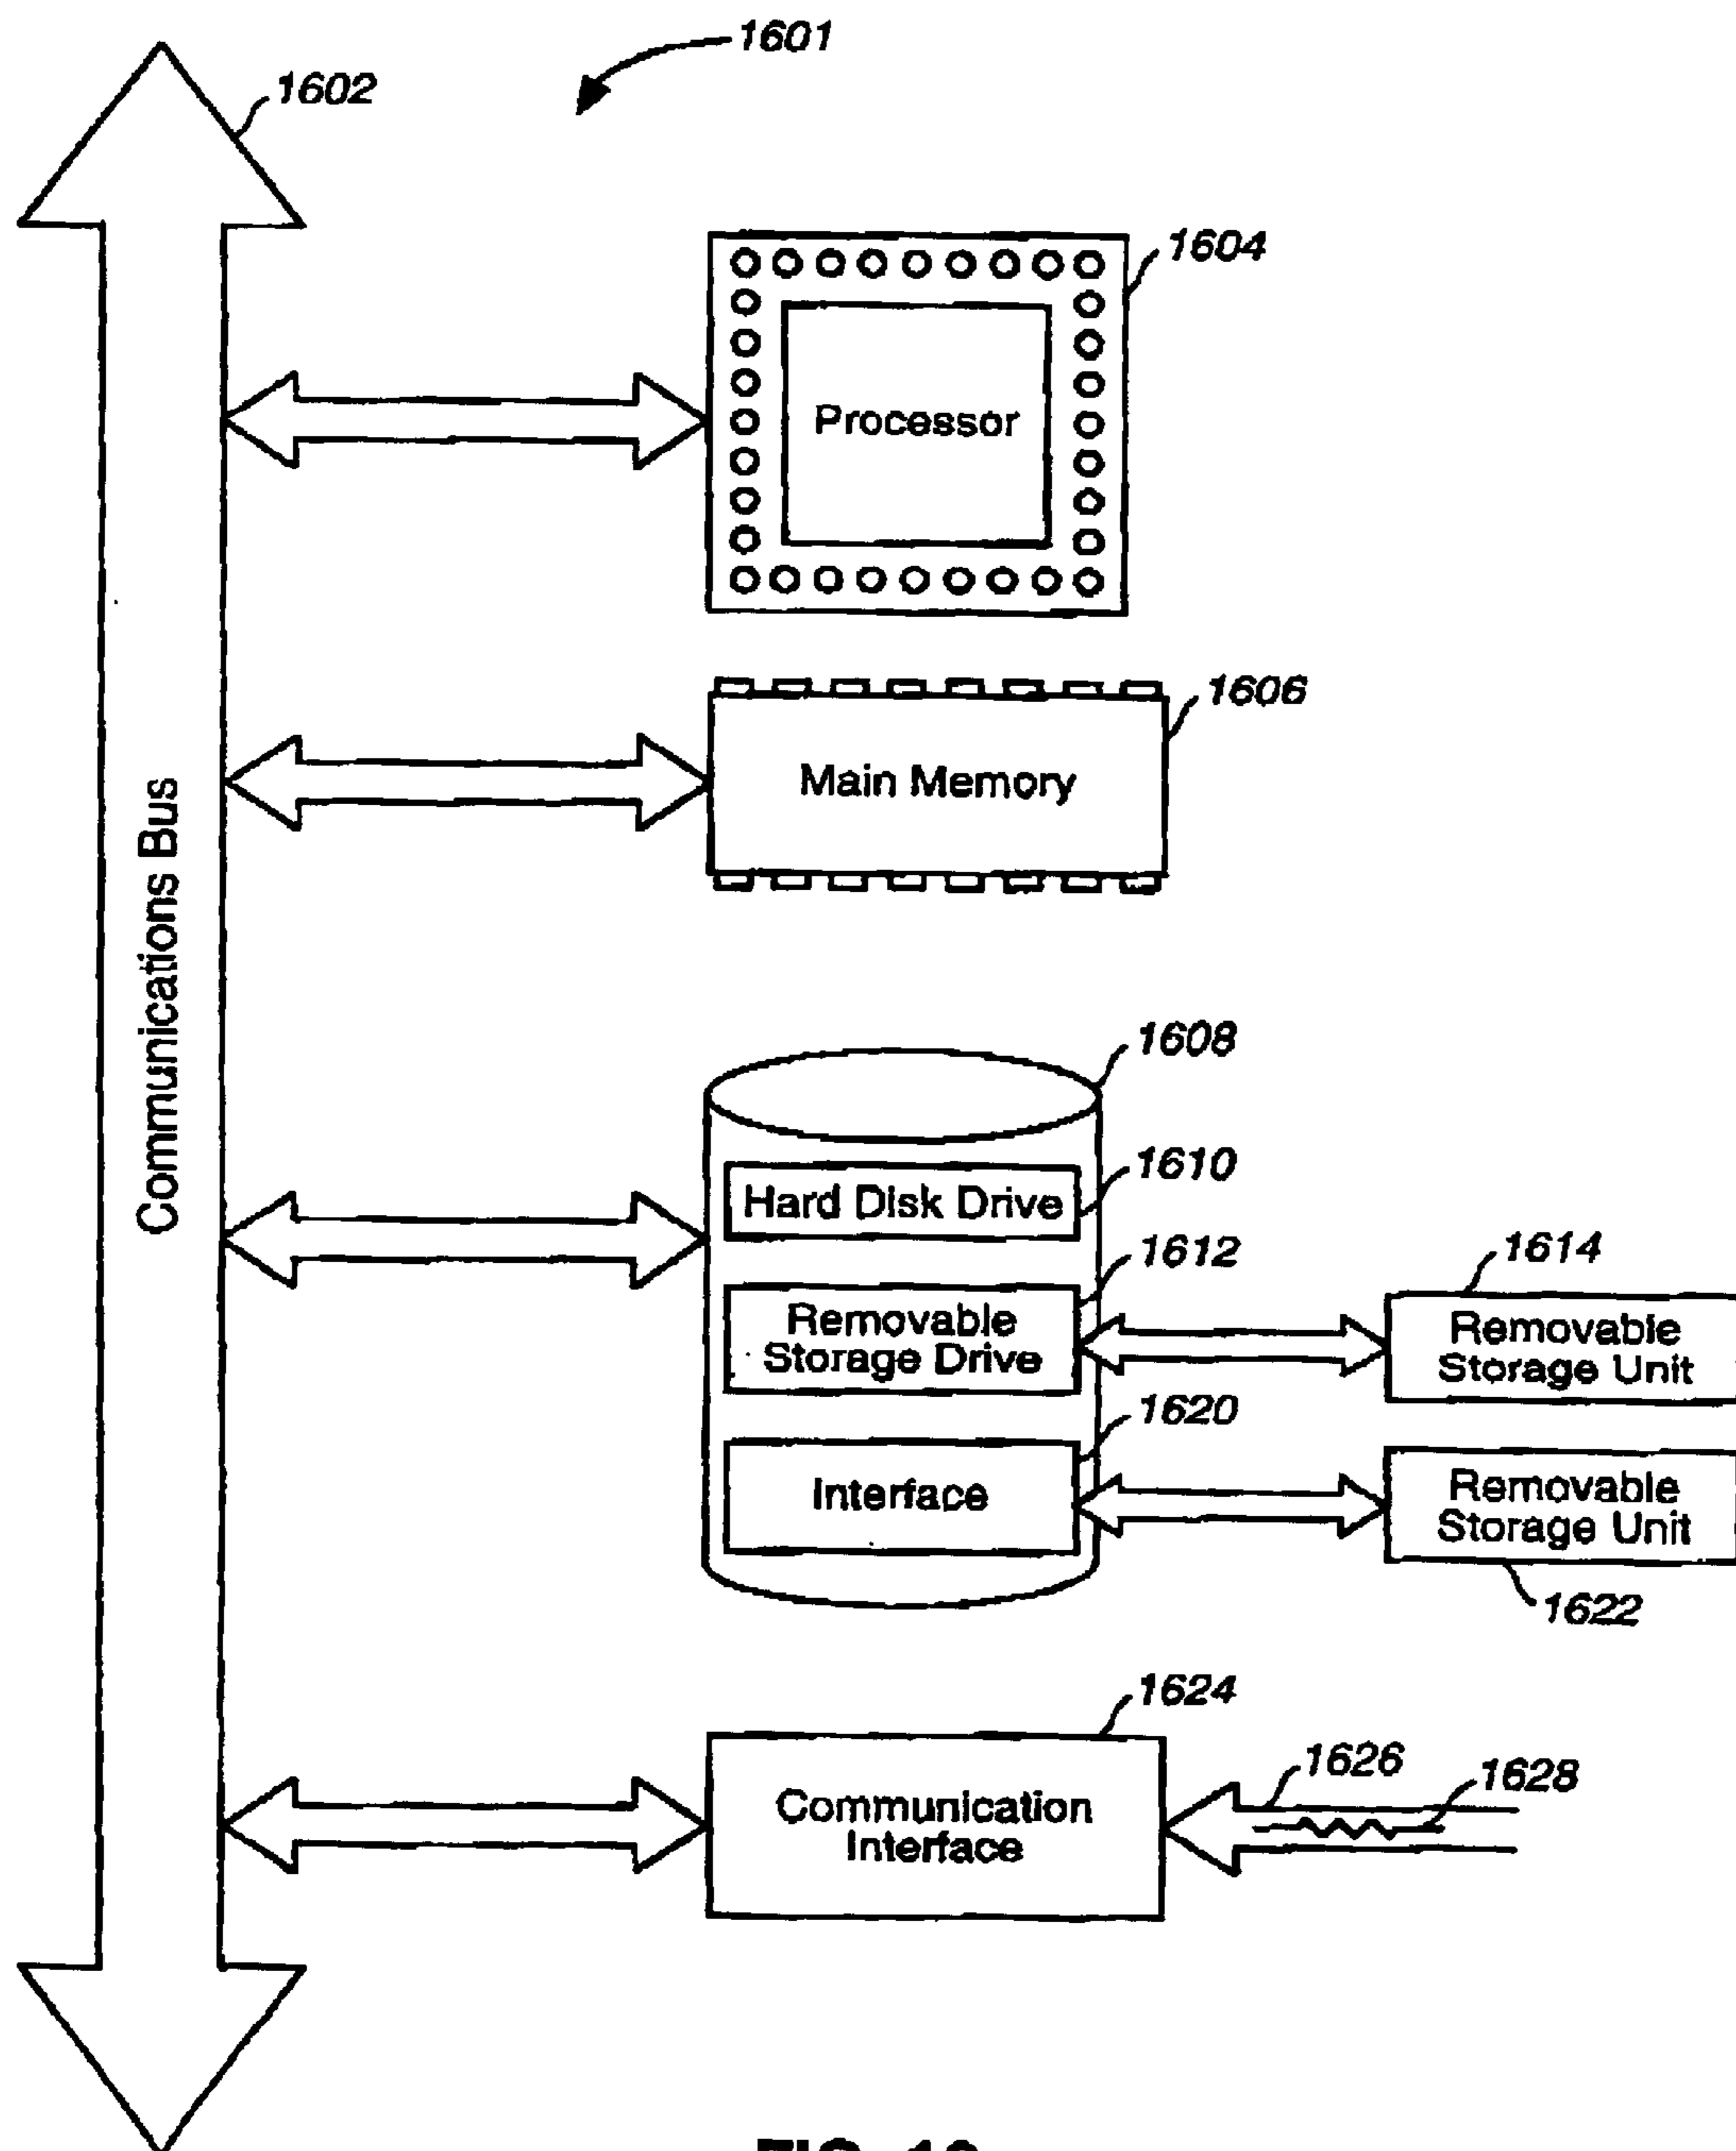 1601
1602
1604
Processor
1606
Main Memory
Communications Bus
1608
1610
Hard Disk Drive
1612
Removable
Storage Drive
1614
Removable
Storage Unit
1620
Interface
Removable
Storage Unit
1622
1624
Communication
Interface
1626
1628